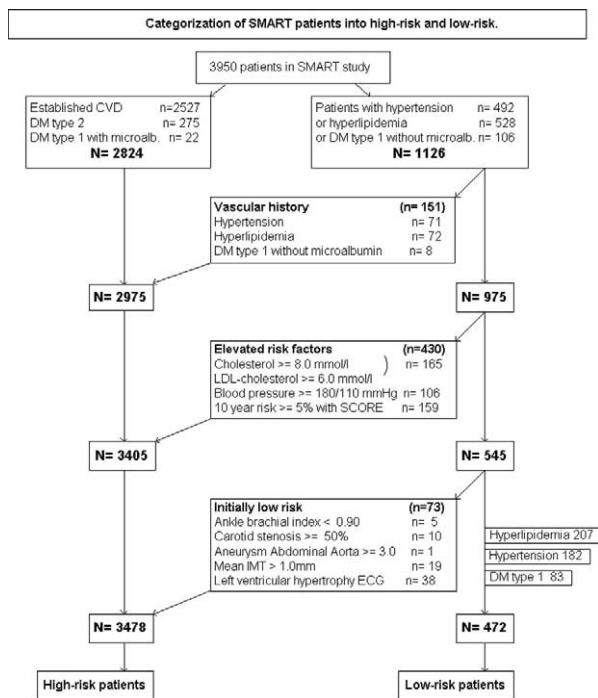 Categorization of SMART patients into high-risk and low-risk.
3950 patients in SMART study
Established CVD n=2527
DM type 2 n= 275
DM type 1 with microalb. n= 22
N= 2824
Patients with hypertension n= 492
or hyperlipidemia n= 528
or DM type 1 without microalb. n= 106
N= 1126
Vascular history (n= 151)
Hypertension n= 71
Hyperlipidemia n= 72
DM type 1 without microalbumin n= 8
N= 2975
N= 975
Elevated risk factors (n=430)
Cholesterol >= 8.0 mmol/l ) n= 165
LDL-cholesterol >= 6.0 mmol/l
Blood pressure >= 180/110 mmHg n= 106
10 year risk >= 5% with SCORE n= 159
N= 3405
N= 545
Initially low risk (n=73)
Ankle brachial index < 0.90 n= 5
Carotid stenosis >= 50% n= 10
Aneurysm Abdominal Aorta >= 3.0 n= 1
Mean IMT > 1.0mm n= 19
Left ventricular hypertrophy ECG n= 38
Hyperlipidemia 207
Hypertension 182
DM type 1 83
N= 3478
N= 472
High-risk patients
Low-risk patients